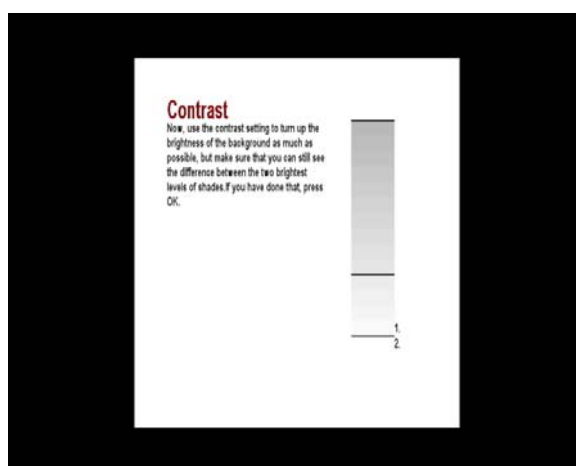 Contrast
Now, use the contrast setting to turn up the
brightness of the background as much as
possible, but make sure that you can still see
the difference between the two brightest
levels of shades.If you have done that, press
OK.
1.
2.